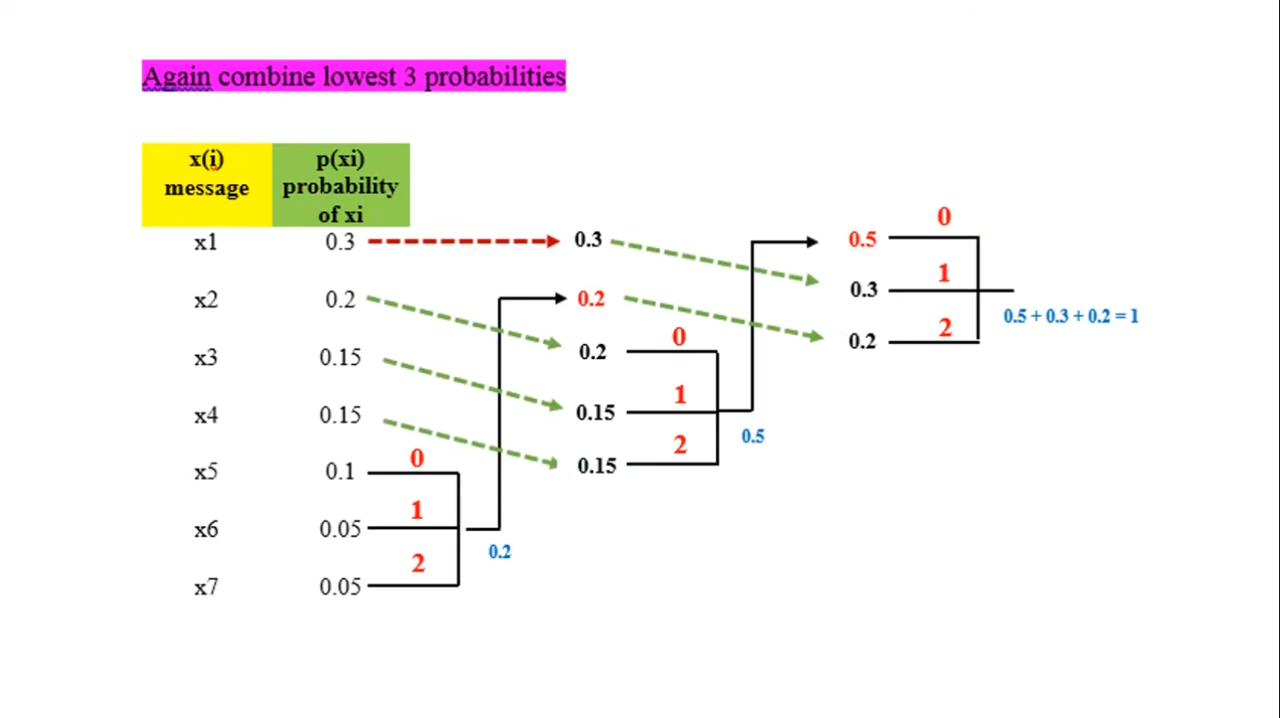 Again combine lowest 3 probabilities
x(i) message p(xi) probability of xi
x1 0.3 0.3 0.5 0
x2 0.2 0.2 0.3 1
0.5 + 0.3 + 0.2 = 1
x3 0.15 0.2 0 0.2 2
x4 0.15 0.15 1
0.5
x5 0.1 0 0.15 2
x6 0.05 1
0.2
x7 0.05 2